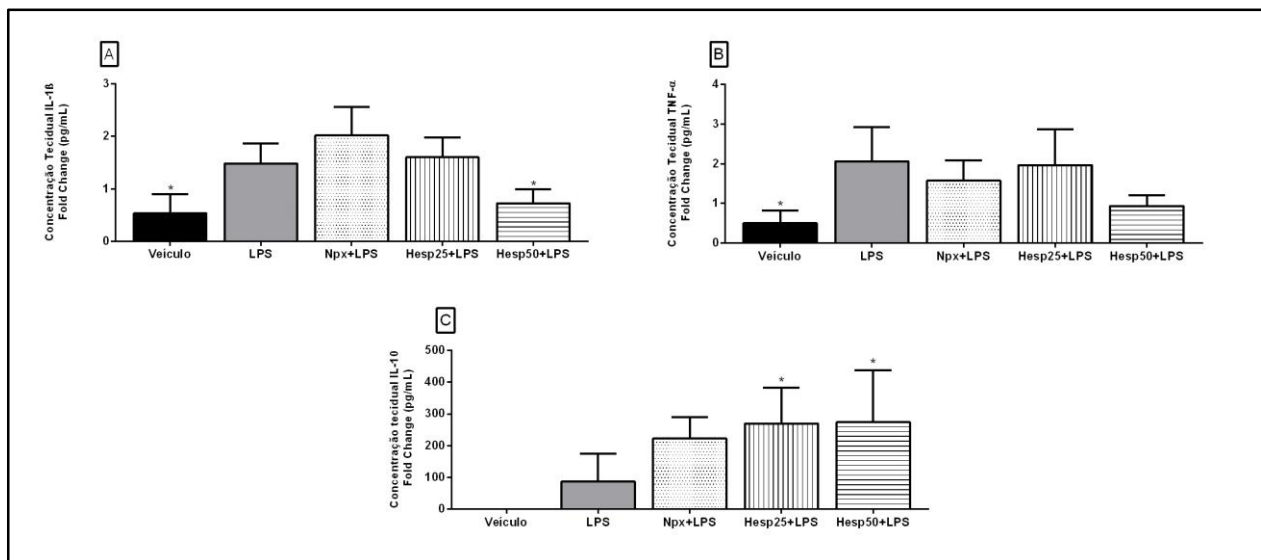 A
Concentração Tecidual IL-1ß
Fold Change (pg/mL)
3
2
1
0
*
*
Veículo
LPS
Npx+LPS
Hesp25+LPS
Hesp50+LPS
B
Concentração Tecidual TNF-α
Fold Change (pg/mL)
4
3
2
1
0
*
Veículo
LPS
Npx+LPS
Hesp25+LPS
Hesp50+LPS
C
Concentração tecidual IL-10
Fold Change (pg/mL)
500
400
300
200
100
0
*
*
Veículo
LPS
Npx+LPS
Hesp25+LPS
Hesp50+LPS